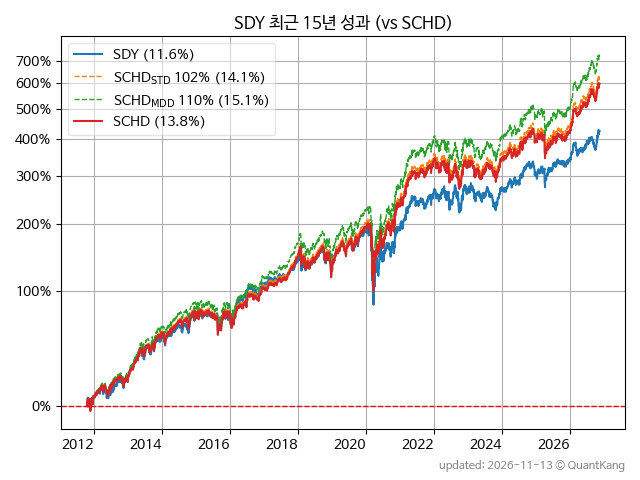 SDY 최근 15년 성과 (vs SCHD)
SDY (11.6%)
SCHD_STD 102% (14.1%)
SCHD_MDD 110% (15.1%)
SCHD (13.8%)
700%
600%
500%
400%
300%
200%
100%
0%
2012 2014 2016 2018 2020 2022 2024 2026
updated: 2026-11-13 © QuantKang